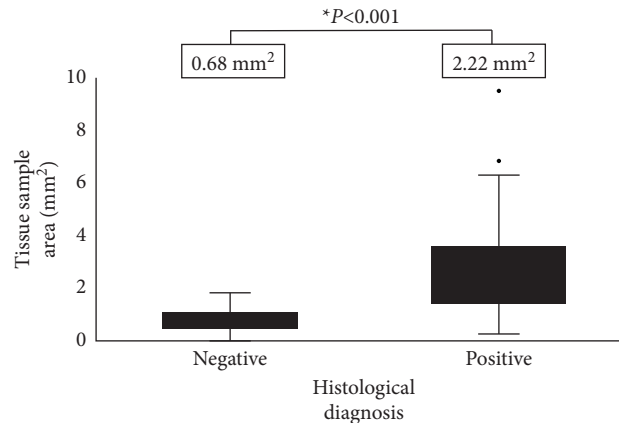 *P<0.001
0.68 mm²
2.22 mm²
10
8
6
4
2
0
Tissue sample
area (mm²)
Negative
Positive
Histological
diagnosis